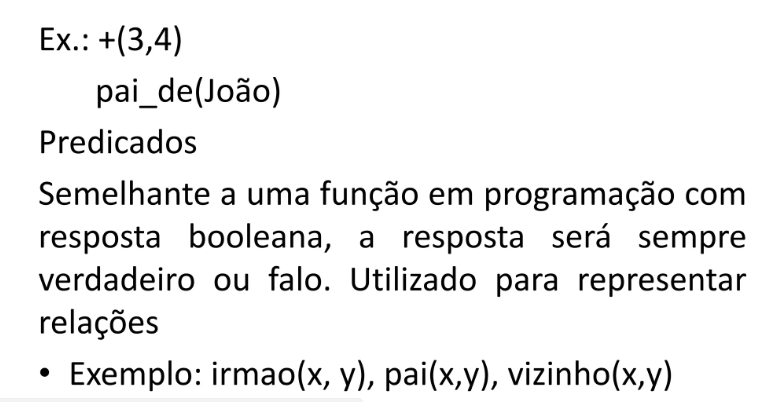 Ex.: +(3,4)
pai_de(João)
Predicados
Semelhante a uma função em programação com
resposta booleana, a resposta será sempre
verdadeiro ou falo. Utilizado para representar
relações
• Exemplo: irmao(x, y), pai(x,y), vizinho(x,y)